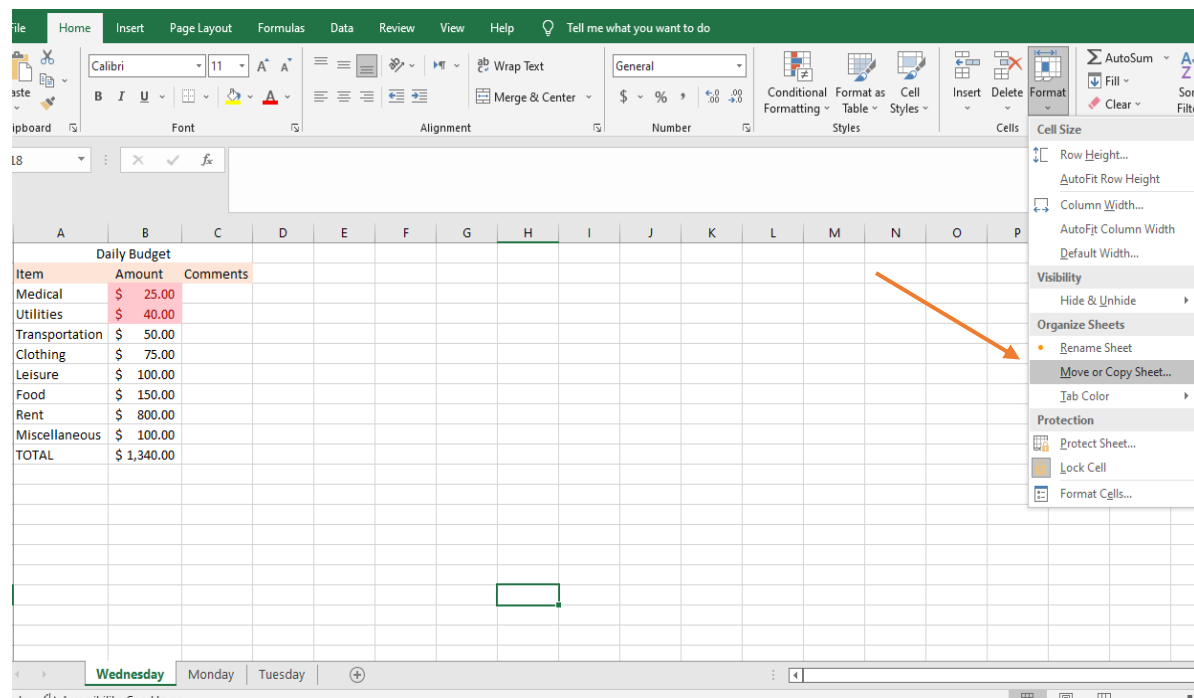 File Home Insert Page Layout Formulas Data Review View Help Tell me what you want to do
Calibri 11 A A Wrap Text General AutoSum
B I U A Merge & Center $ % , Conditional Formatting Format as Table Cell Styles Insert Delete Format Fill
Clear
Font Alignment Number Styles Cells
fx
A B C D E F G H I J K L M N O P
Daily Budget
Item Amount Comments
Medical $ 25.00
Utilities $ 40.00
Transportation $ 50.00
Clothing $ 75.00
Leisure $ 100.00
Food $ 150.00
Rent $ 800.00
Miscellaneous $ 100.00
TOTAL $ 1,340.00
Cell Size
Row Height...
AutoFit Row Height
Column Width...
AutoFit Column Width
Default Width...
Visibility
Hide & Unhide
Organize Sheets
Rename Sheet
Move or Copy Sheet...
Tab Color
Protection
Protect Sheet...
Lock Cell
Format Cells...
Wednesday Monday Tuesday